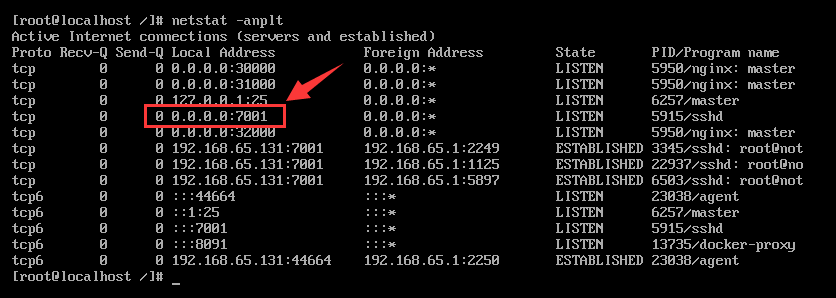 [root@localhost /]# netstat -anplt
Active Internet connections (servers and established)
Proto Recv-Q Send-Q Local Address           Foreign Address         State       PID/Program name
tcp        0      0 0.0.0.0:30000           0.0.0.0:*               LISTEN      5950/nginx: master
tcp        0      0 0.0.0.0:31000           0.0.0.0:*               LISTEN      5950/nginx: master
tcp        0      0 127.0.0.1:25            0.0.0.0:*               LISTEN      6257/master
tcp        0      0 0.0.0.0:7001            0.0.0.0:*               LISTEN      5915/sshd
tcp        0      0 0.0.0.0:32000           0.0.0.0:*               LISTEN      5950/nginx: master
tcp        0      0 192.168.65.131:7001     192.168.65.1:2249       ESTABLISHED 3345/sshd: root@not
tcp        0      0 192.168.65.131:7001     192.168.65.1:1125       ESTABLISHED 22937/sshd: root@no
tcp        0      0 192.168.65.131:7001     192.168.65.1:5897       ESTABLISHED 6503/sshd: root@not
tcp6       0      0 :::44664                :::*                    LISTEN      23038/agent
tcp6       0      0 ::1:25                  :::*                    LISTEN      6257/master
tcp6       0      0 :::7001                 :::*                    LISTEN      5915/sshd
tcp6       0      0 :::8091                 :::*                    LISTEN      13735/docker-proxy
tcp6       0      0 192.168.65.131:44664    192.168.65.1:2250       ESTABLISHED 23038/agent
[root@localhost /]# _